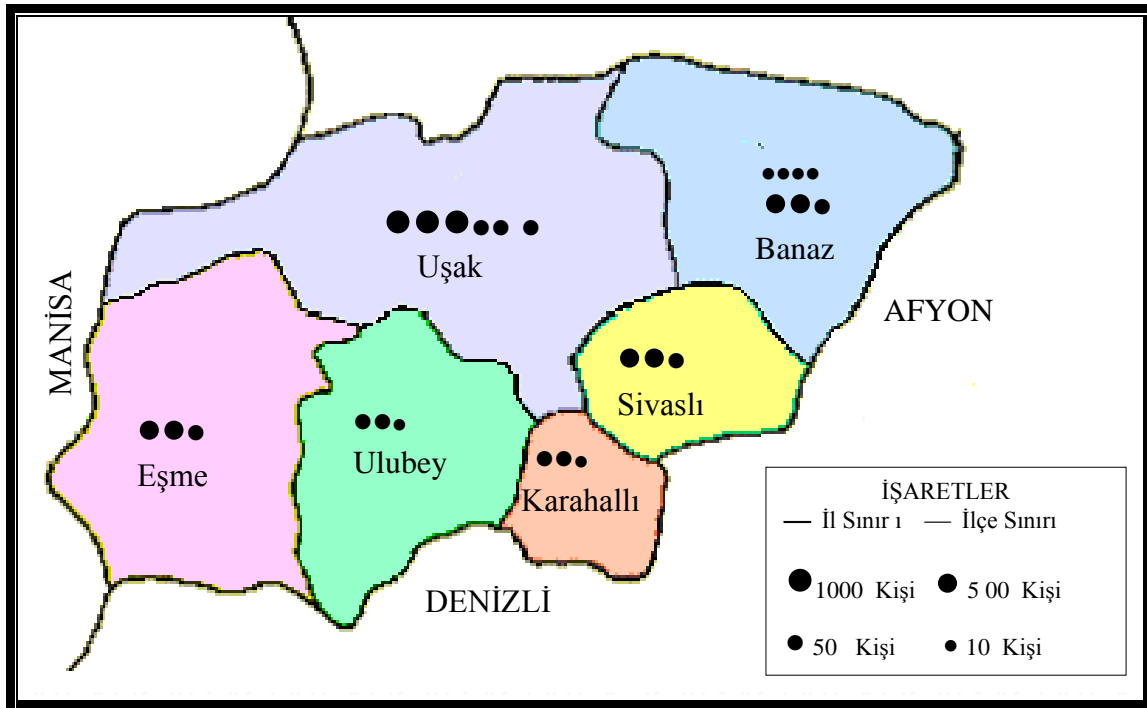 Uşak
Banaz
AFYON
MANİSA
Sivaslı
Eşme
Ulubey
Karahallı
DENİZLİ
İŞARETLER
İl Sınır ı İlçe Sınırı
1000 Kişi 5 00 Kişi
50 Kişi 10 Kişi